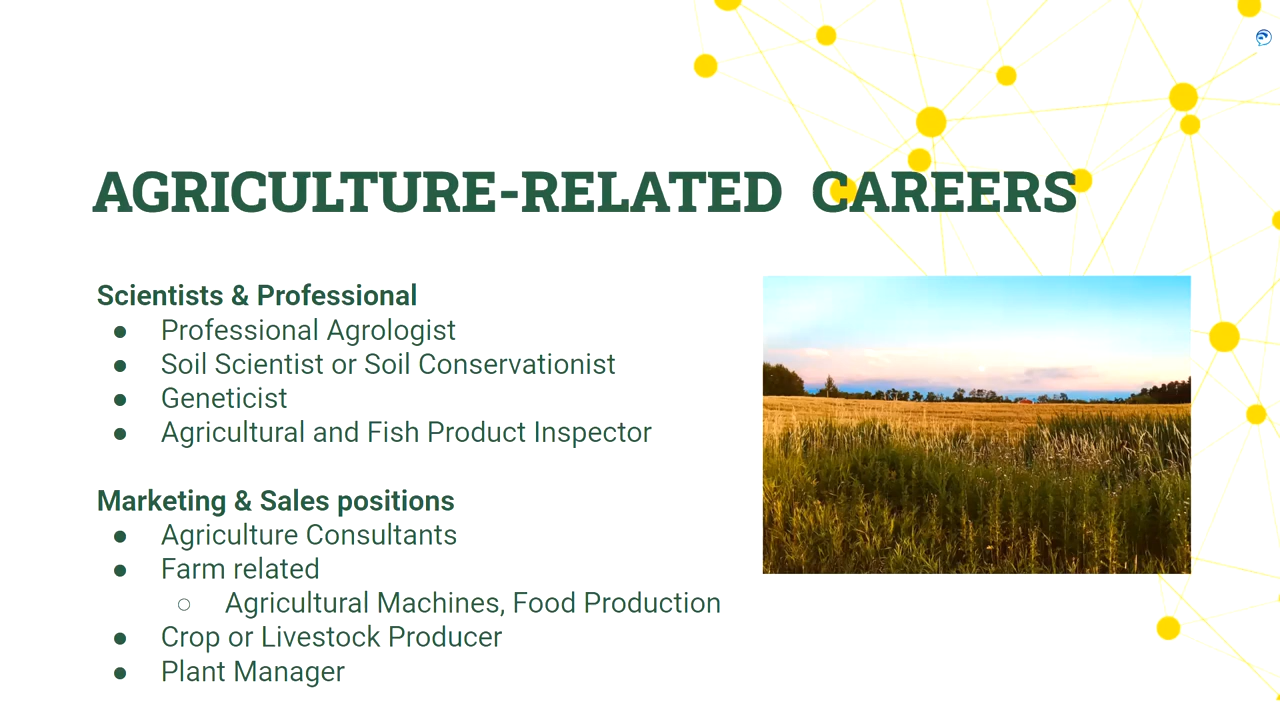 AGRICULTURE-RELATED CAREERS
Scientists & Professional
● Professional Agrologist
● Soil Scientist or Soil Conservationist
● Geneticist
● Agricultural and Fish Product Inspector
Marketing & Sales positions
● Agriculture Consultants
● Farm related
○ Agricultural Machines, Food Production
● Crop or Livestock Producer
● Plant Manager